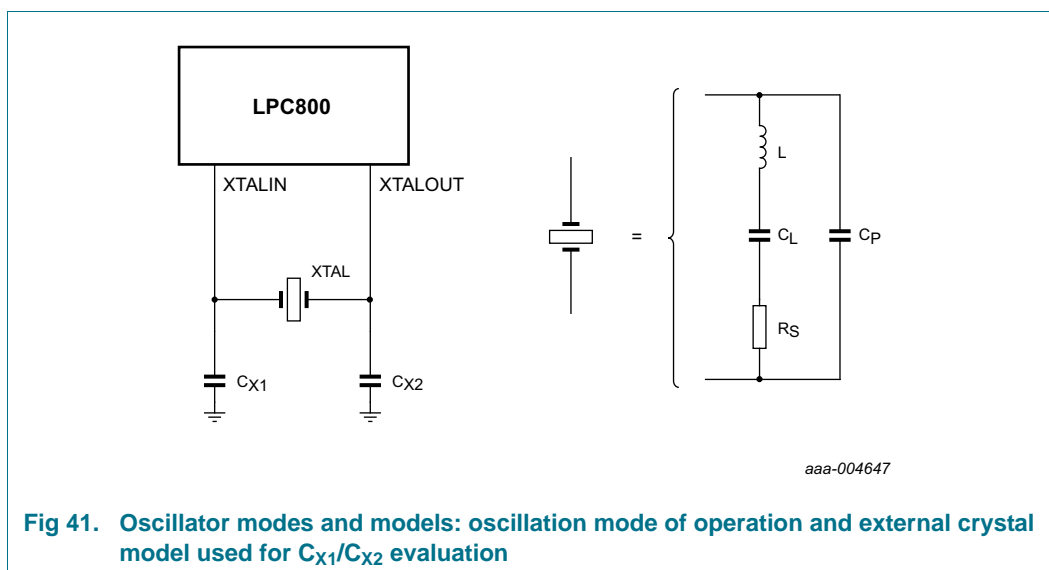 LPC800
XTALIN
XTALOUT
XTAL
CX1
CX2
=
L
CL
CP
RS
aaa-004647
Fig 41. Oscillator modes and models: oscillation mode of operation and external crystal
model used for CX1/CX2 evaluation